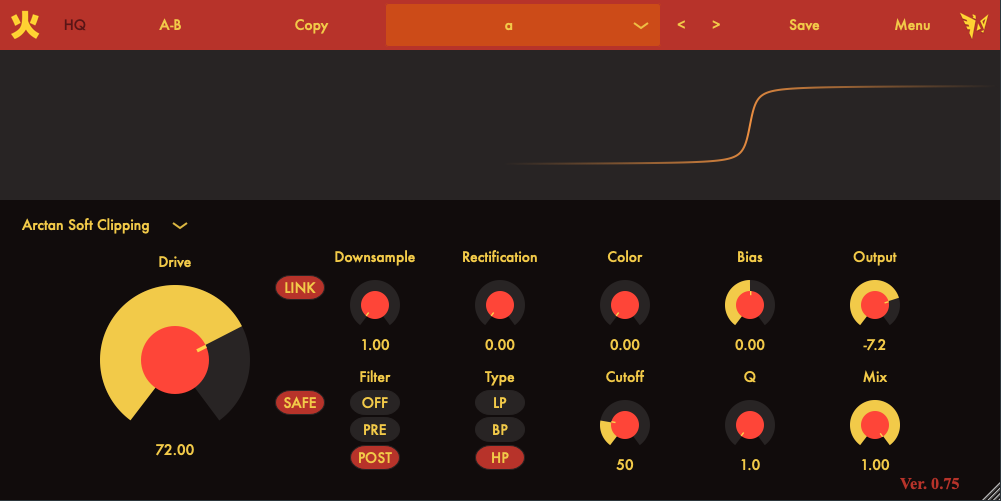 火 HQ A-B Copy a < > Save Menu
Arctan Soft Clipping
Drive
72.00
LINK
SAFE
Downsample Rectification Color Bias Output
1.00 0.00 0.00 0.00 -7.2
Filter Type Cutoff Q Mix
OFF LP
PRE BP
POST HP
50 1.0 1.00
Ver. 0.75